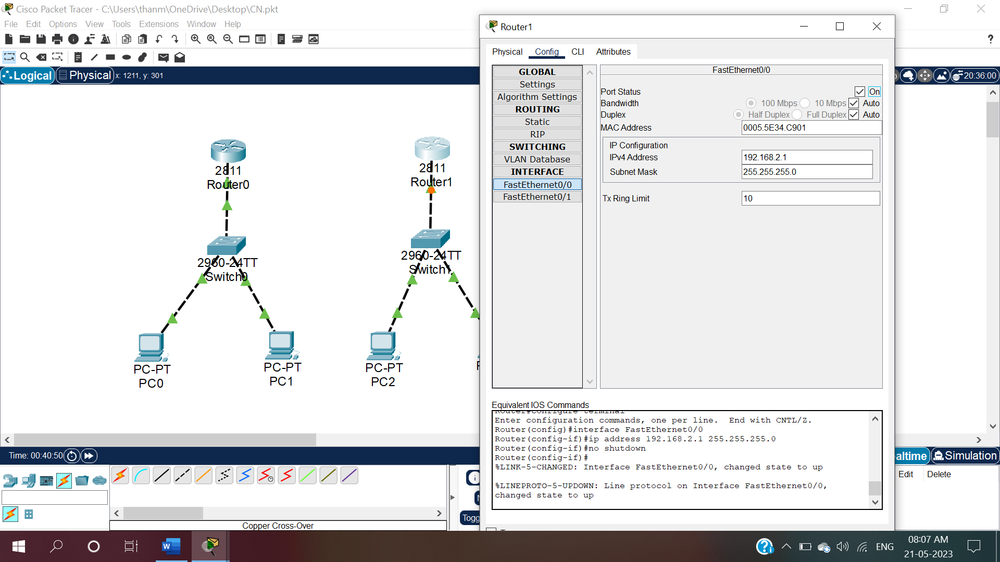 Cisco Packet Tracer - C:\Users\thanm\OneDrive\Desktop\CN.pkt
File Edit Options View Tools Extensions Window Help
Logical Physical x: 1211, y: 301
20:36:00
Router1
Physical Config CLI Attributes
GLOBAL
Settings
Algorithm Settings
ROUTING
Static
RIP
SWITCHING
VLAN Database
INTERFACE
FastEthernet0/0
FastEthernet0/1
FastEthernet0/0
Port Status On
Bandwidth 100 Mbps 10 Mbps Auto
Duplex Half Duplex Full Duplex Auto
MAC Address 0005.5E34.C901
IP Configuration
IPv4 Address 192.168.2.1
Subnet Mask 255.255.255.0
Tx Ring Limit 10
Equivalent IOS Commands
Router#configure terminal
Enter configuration commands, one per line. End with CNTL/Z.
Router(config)#interface FastEthernet0/0
Router(config-if)#ip address 192.168.2.1 255.255.255.0
Router(config-if)#no shutdown
Router(config-if)#
%LINK-5-CHANGED: Interface FastEthernet0/0, changed state to up
%LINEPROTO-5-UPDOWN: Line protocol on Interface FastEthernet0/0,
changed state to up
2811
Router0
2811
Router1
2960-24TT
Switch0
2960-24TT
Switch1
PC-PT
PC0
PC-PT
PC1
PC-PT
PC2
Time: 00:40:50
altime Simulation
Edit Delete
Togg
Copper Cross-Over
ENG
08:07 AM
21-05-2023